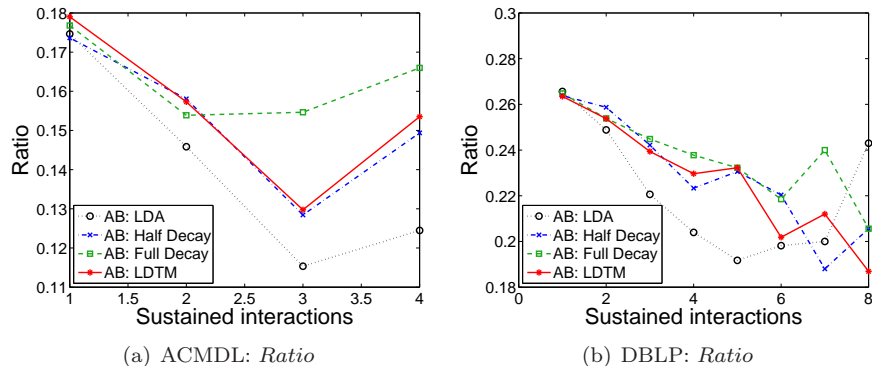 0.18
0.17
0.16
0.15
0.14
0.13
0.12
0.11
Ratio
AB: LDA
AB: Half Decay
AB: Full Decay
AB: LDTM
1 1.5 2 2.5 3 3.5 4
Sustained interactions
(a) ACMDL: Ratio
0.3
0.28
0.26
0.24
0.22
0.2
0.18
Ratio
AB: LDA
AB: Half Decay
AB: Full Decay
AB: LDTM
0 2 4 6 8
Sustained interactions
(b) DBLP: Ratio